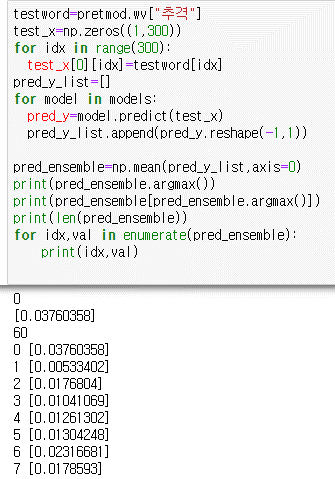 testword=pretmod.wv["추격"]
test_x=np.zeros((1,300))
for idx in range(300):
  test_x[0][idx]=testword[idx]
pred_y_list=[]
for model in models:
  pred_y=model.predict(test_x)
  pred_y_list.append(pred_y.reshape(-1,1))
pred_ensemble=np.mean(pred_y_list,axis=0)
print(pred_ensemble.argmax())
print(pred_ensemble[pred_ensemble.argmax()])
print(len(pred_ensemble))
for idx,val in enumerate(pred_ensemble):
    print(idx,val)
0
[0.03760358]
60
0 [0.03760358]
1 [0.00533402]
2 [0.0176804]
3 [0.01041069]
4 [0.01261302]
5 [0.01304248]
6 [0.02316681]
7 [0.0178593]